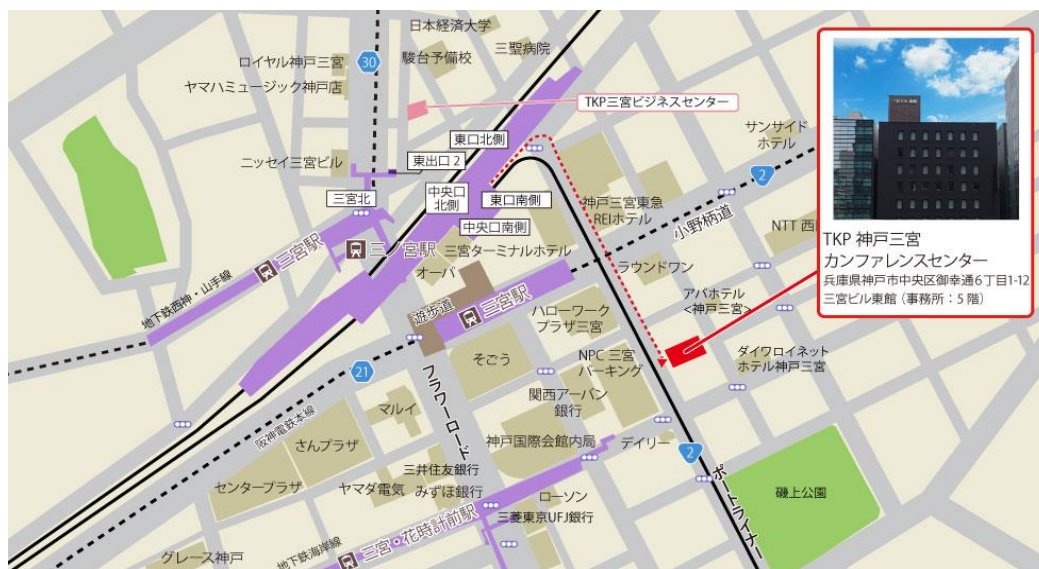 日本経済大学
三聖病院
駿台予備校
ロイヤル神戸三宮
30
ヤマハミュージック神戸店
TKP三宮ビジネスセンター
ニッセイ三宮ビル
東出口2
東口北側
三宮北
中央口
北側
東口南側
中央口南側
サンサイド
ホテル
2
神戸三宮東急
REIホテル
小野柄道
NTT 西
三宮駅
三ノ宮駅
三宮ターミナルホテル
オーパ
ラウンドワン
地下鉄西神・山手線
遊歩道
三宮駅
ハローワーク
プラザ三宮
アパホテル
<神戸三宮>
TKP 神戸三宮
カンファレンスセンター
兵庫県神戸市中央区御幸通6丁目1-12
三宮ビル東館（事務所：5階）
そごう
NPC 三宮
パーキング
ダイワロイネット
ホテル神戸三宮
21
阪神電鉄本線
フラワーロード
マルイ
関西アーバン
銀行
さんプラザ
神戸国際会館内局
デイリー
2
三井住友銀行
センタープラザ
ヤマダ電気
みずほ銀行
ポートライナー
磯上公園
ローソン
三菱東京UFJ銀行
三宮・花時計前駅
地下鉄海岸線
グレース神戸